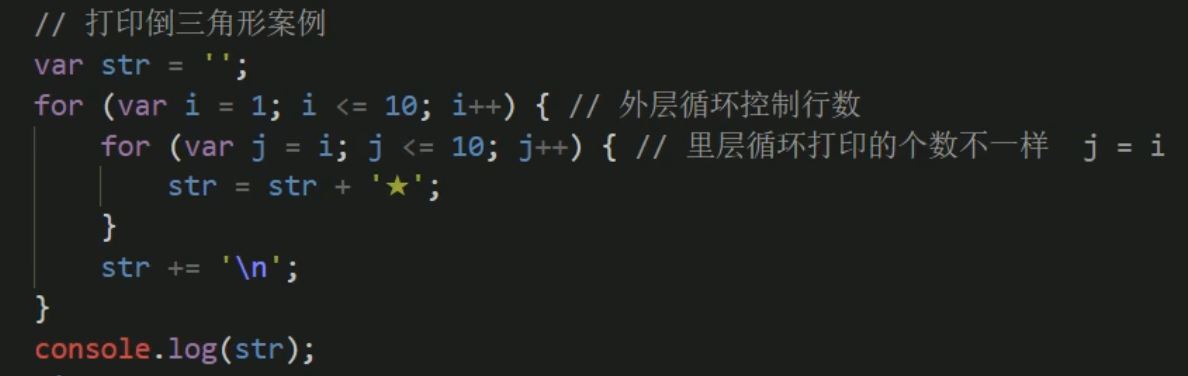 // 打印倒三角形案例
var str = '';
for (var i = 1; i <= 10; i++) { // 外层循环控制行数
    for (var j = i; j <= 10; j++) { // 里层循环打印的个数不一样  j = i
        str = str + '★';
    }
    str += '\n';
}
console.log(str);